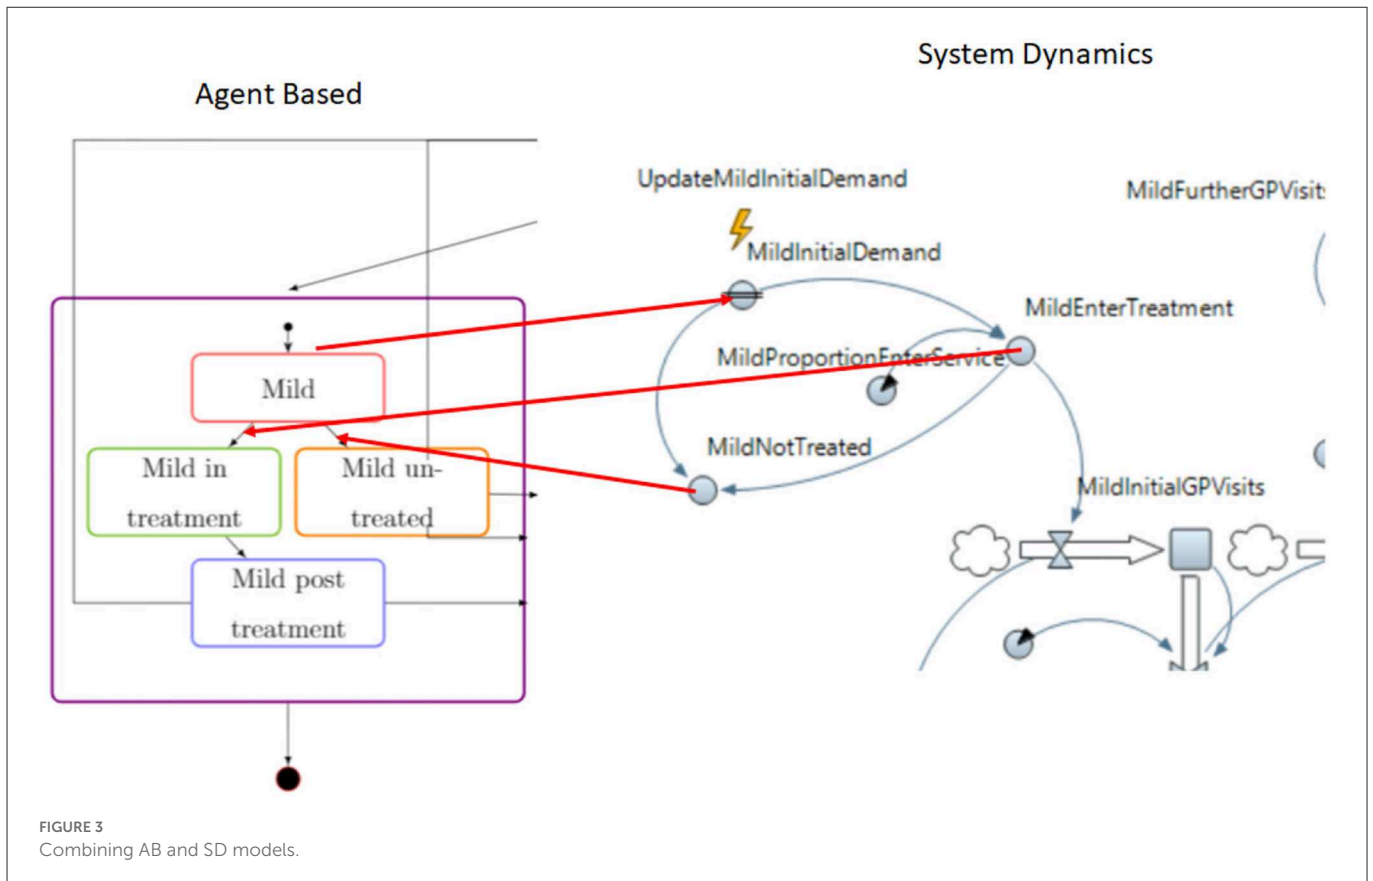 System Dynamics
Agent Based
UpdateMildInitialDemand
MildFurtherGPVisits
MildInitialDemand
MildEnterTreatment
MildProportionEnterService
Mild
MildNotTreated
Mild in
treatment
Mild un-
treated
MildInitialGPVisits
Mild post
treatment
FIGURE 3
Combining AB and SD models.